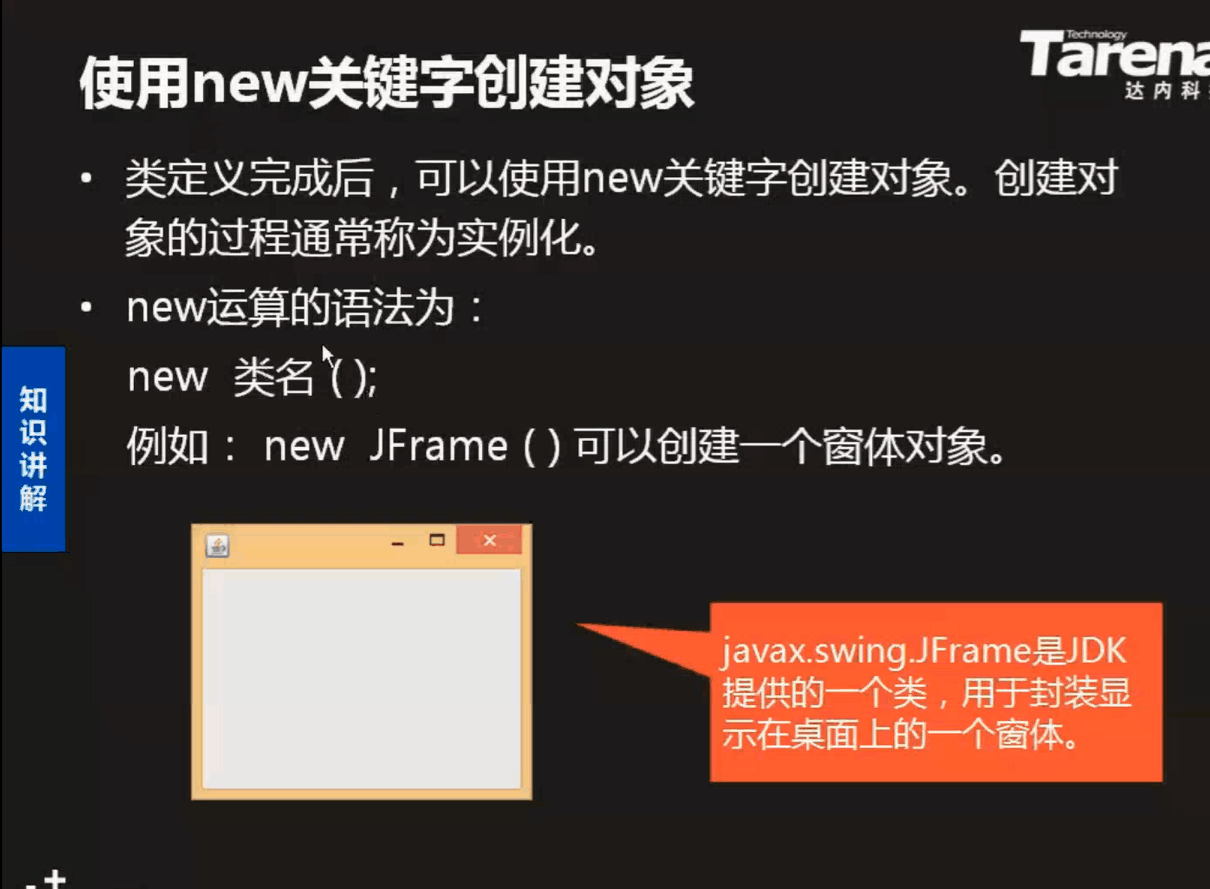 使用new关键字创建对象
Technology
Tarena
达内科
• 类定义完成后，可以使用new关键字创建对象。创建对
象的过程通常称为实例化。
• new运算的语法为：
new 类名 ( );
例如： new JFrame ( ) 可以创建一个窗体对象。
知识讲解
javax.swing.JFrame是JDK
提供的一个类，用于封装显
示在桌面上的一个窗体。